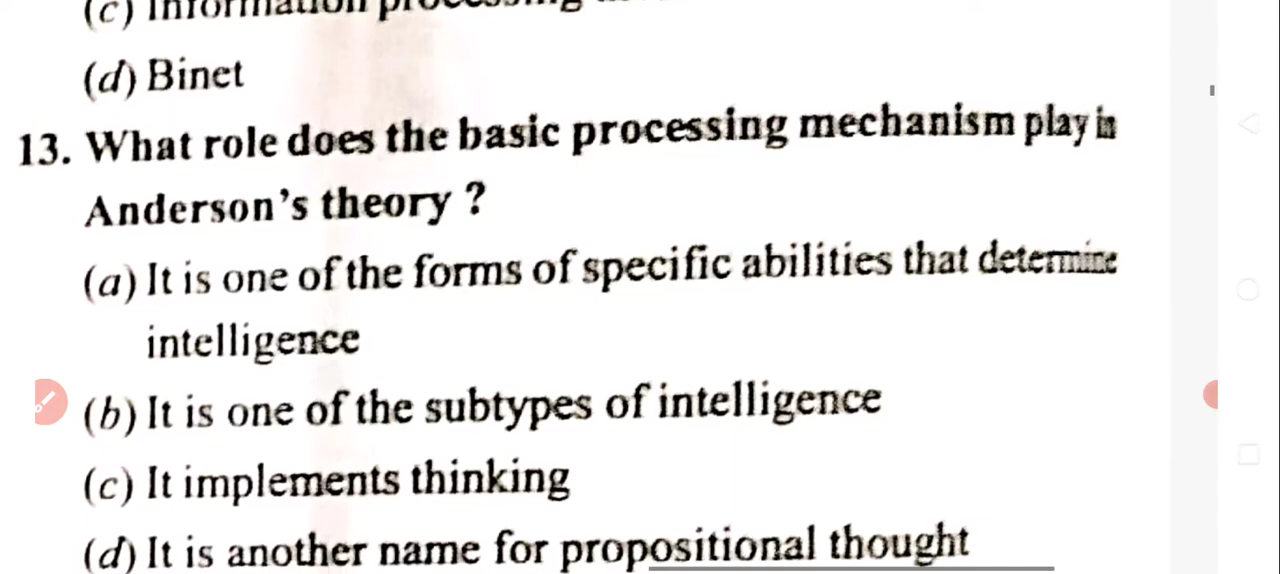 (c) Information processing
(d) Binet
13. What role does the basic processing mechanism play in
Anderson's theory ?
(a) It is one of the forms of specific abilities that determine
intelligence
(b) It is one of the subtypes of intelligence
(c) It implements thinking
(d) It is another name for propositional thought